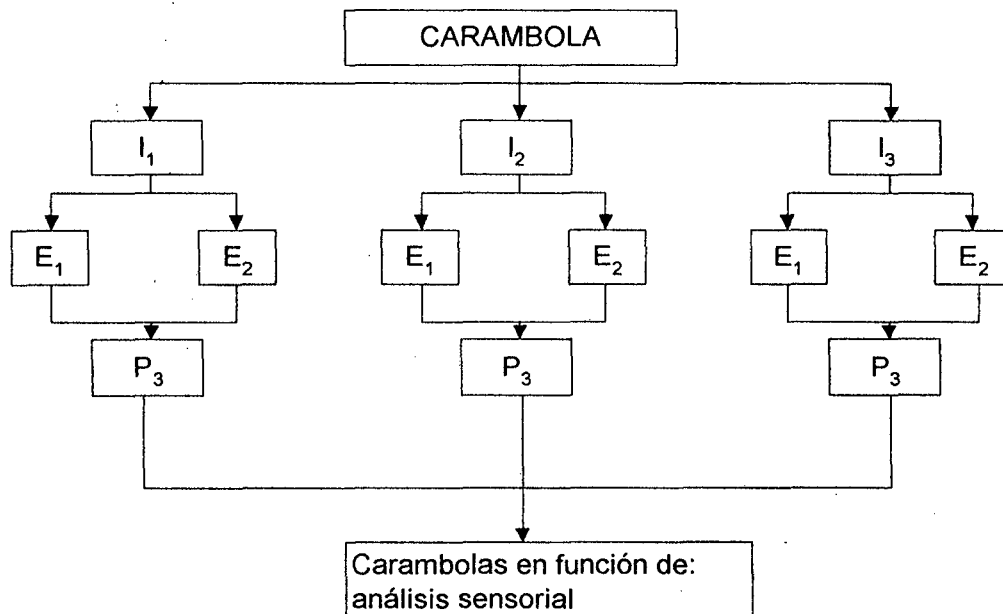 CARAMBOLA
I₁ I₂ I₃
E₁ E₂ E₁ E₂ E₁ E₂
P₃ P₃ P₃
Carambolas en función de:
análisis sensorial